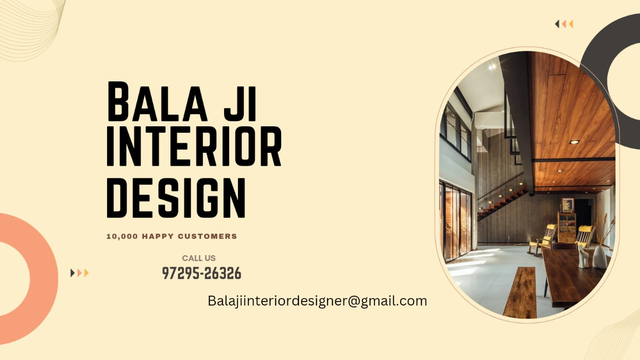 BALA JI
INTERIOR
DESIGN
10,000 HAPPY CUSTOMERS
CALL US
97295-26326
Balajiinteriordesigner@gmail.com